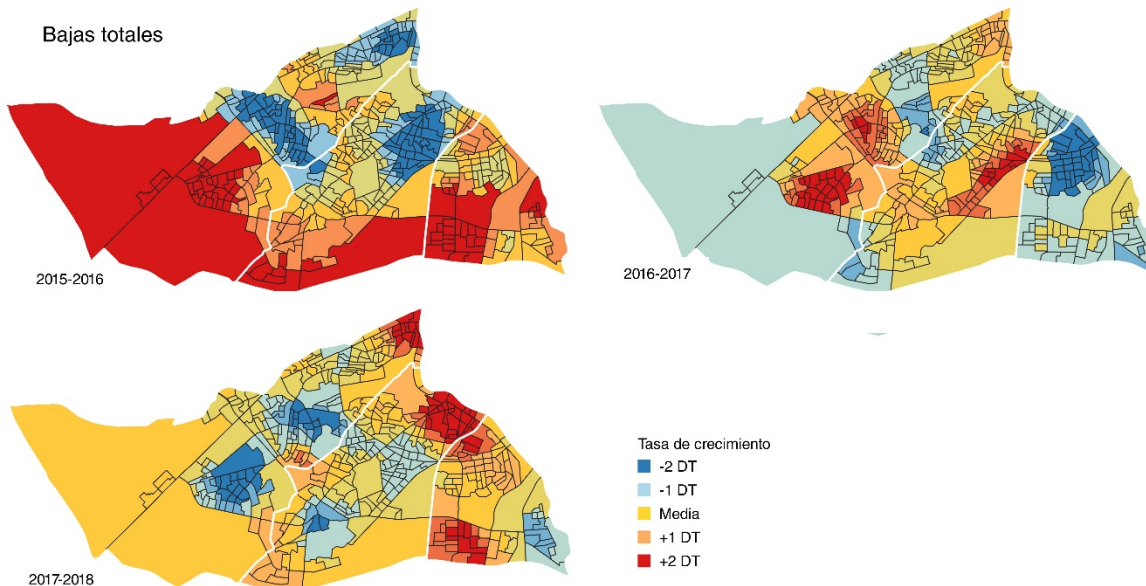 Bajas totales
2015-2016
2016-2017
2017-2018
Tasa de crecimiento
-2 DT
-1 DT
Media
+1 DT
+2 DT